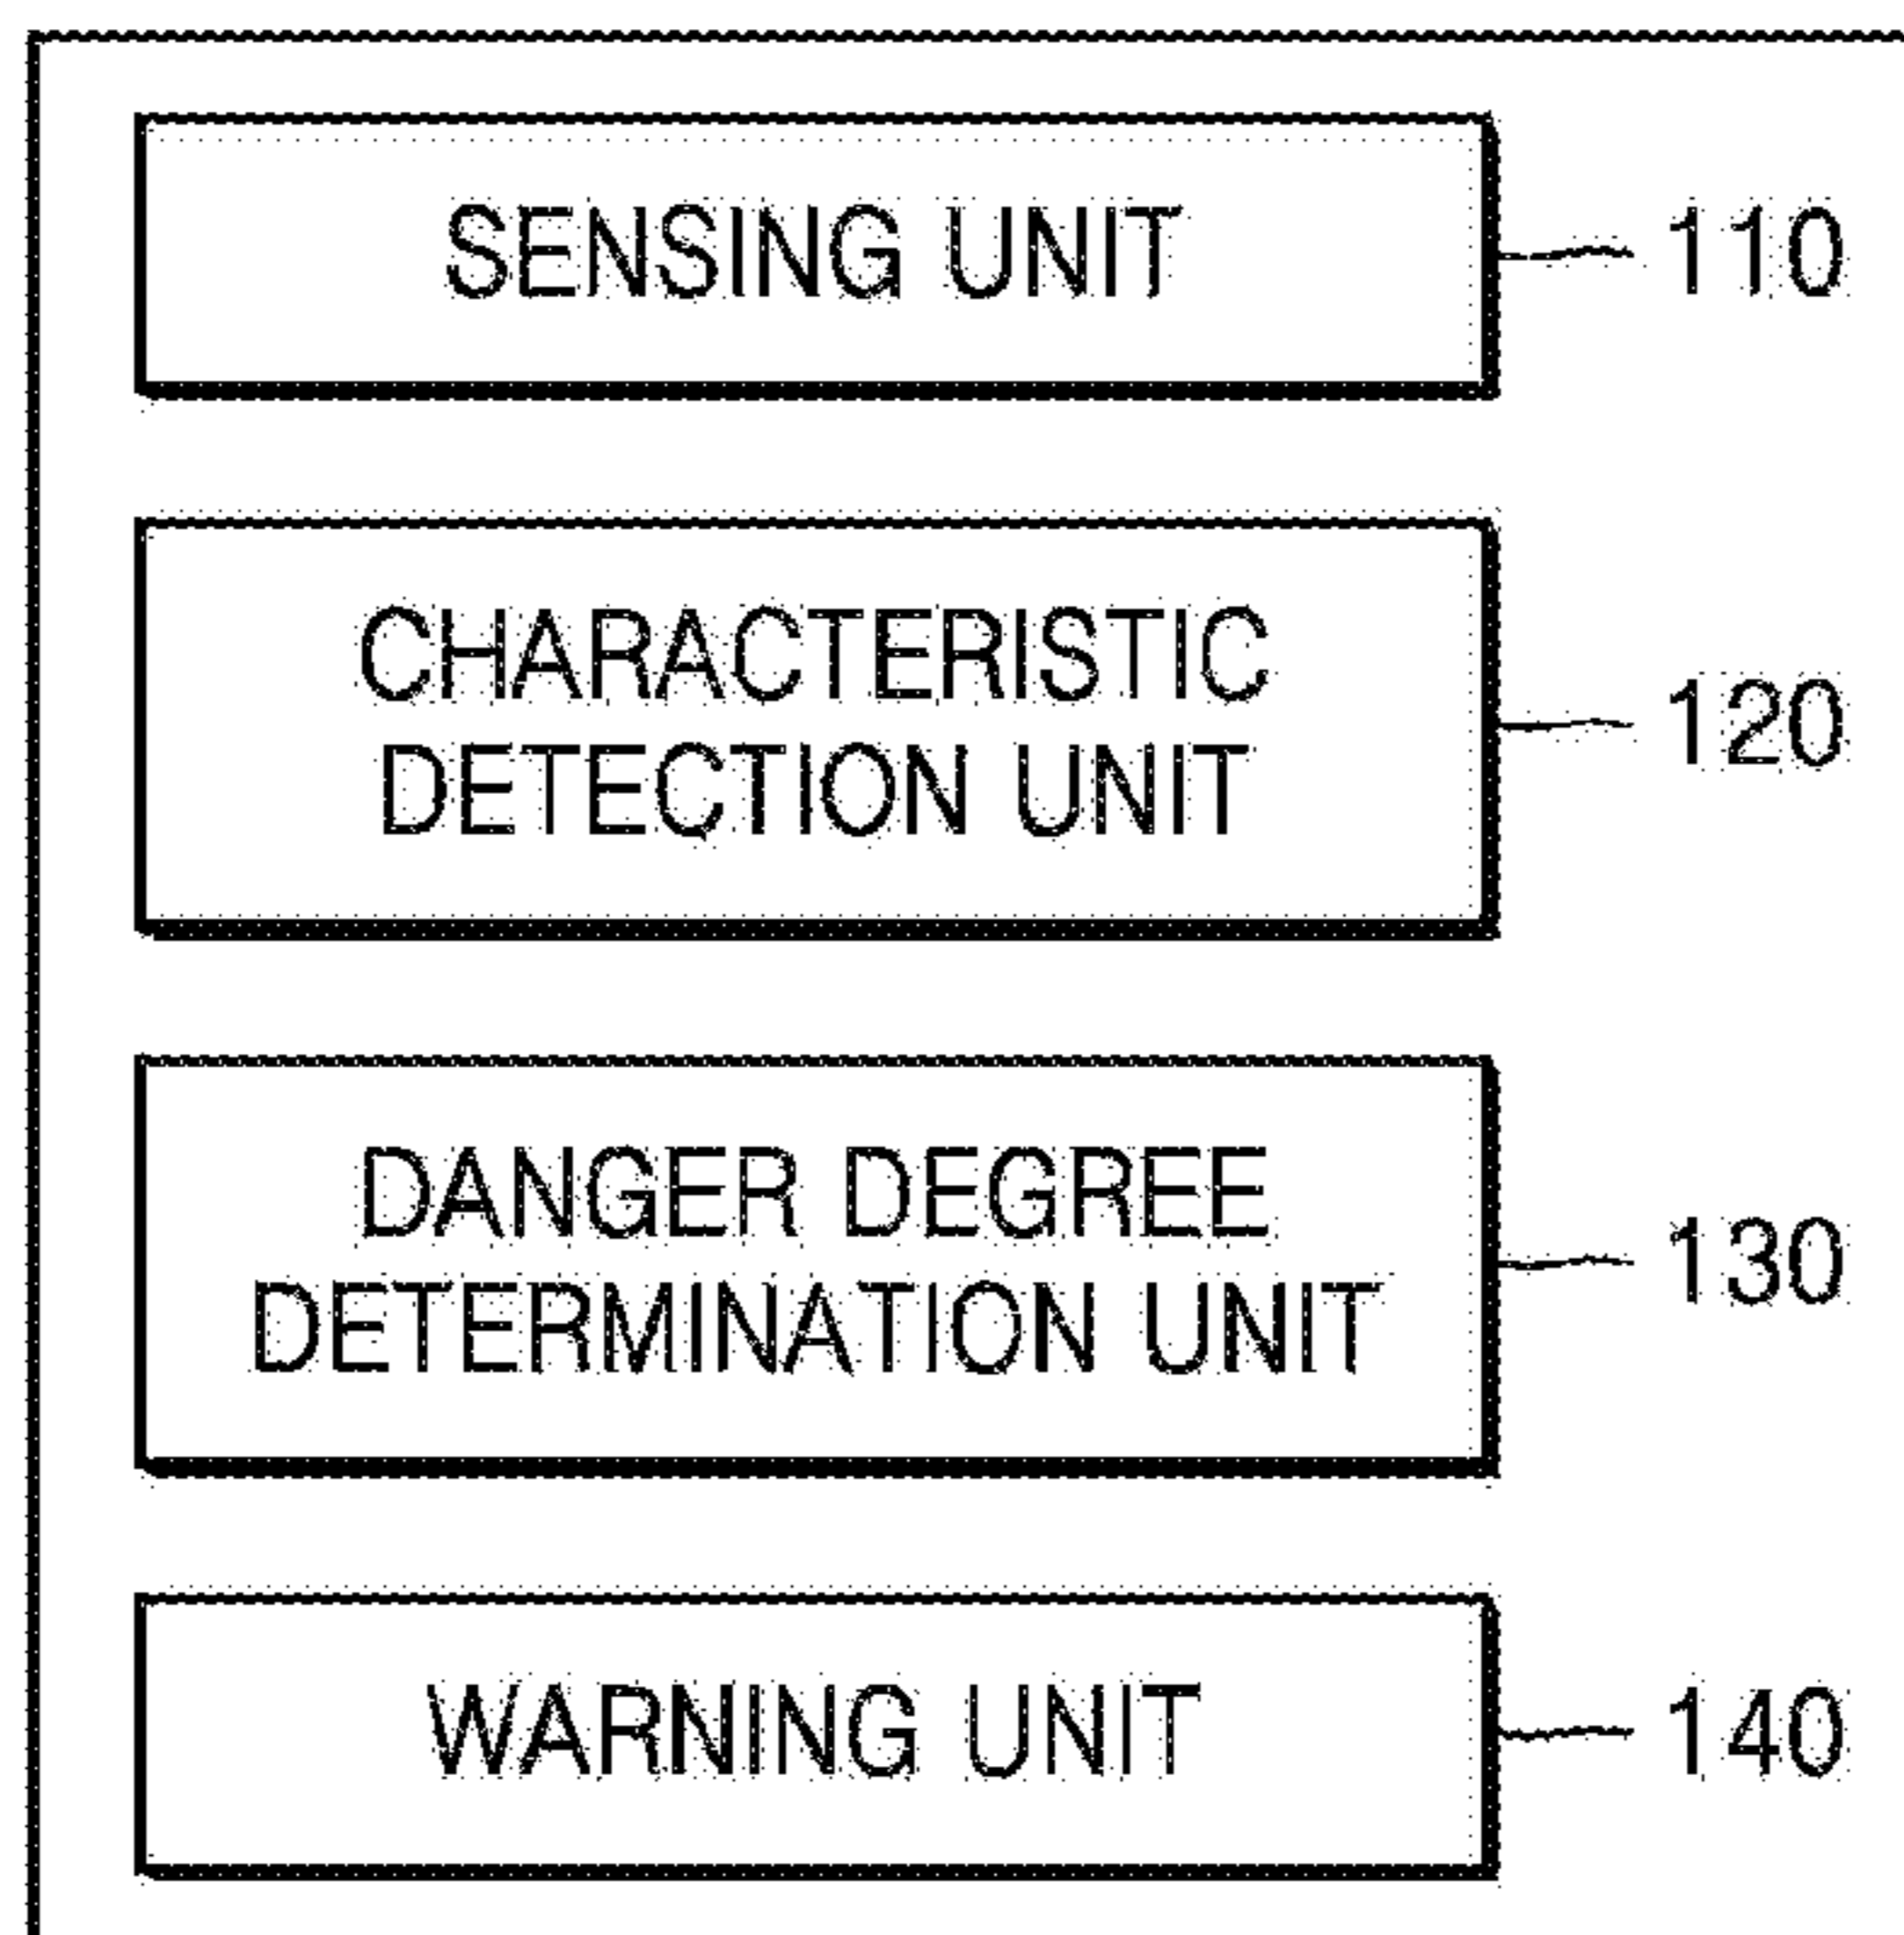 SENSING UNIT
110
CHARACTERISTIC
DETECTION UNIT
120
DANGER DEGREE
DETERMINATION UNIT
130
WARNING UNIT
140